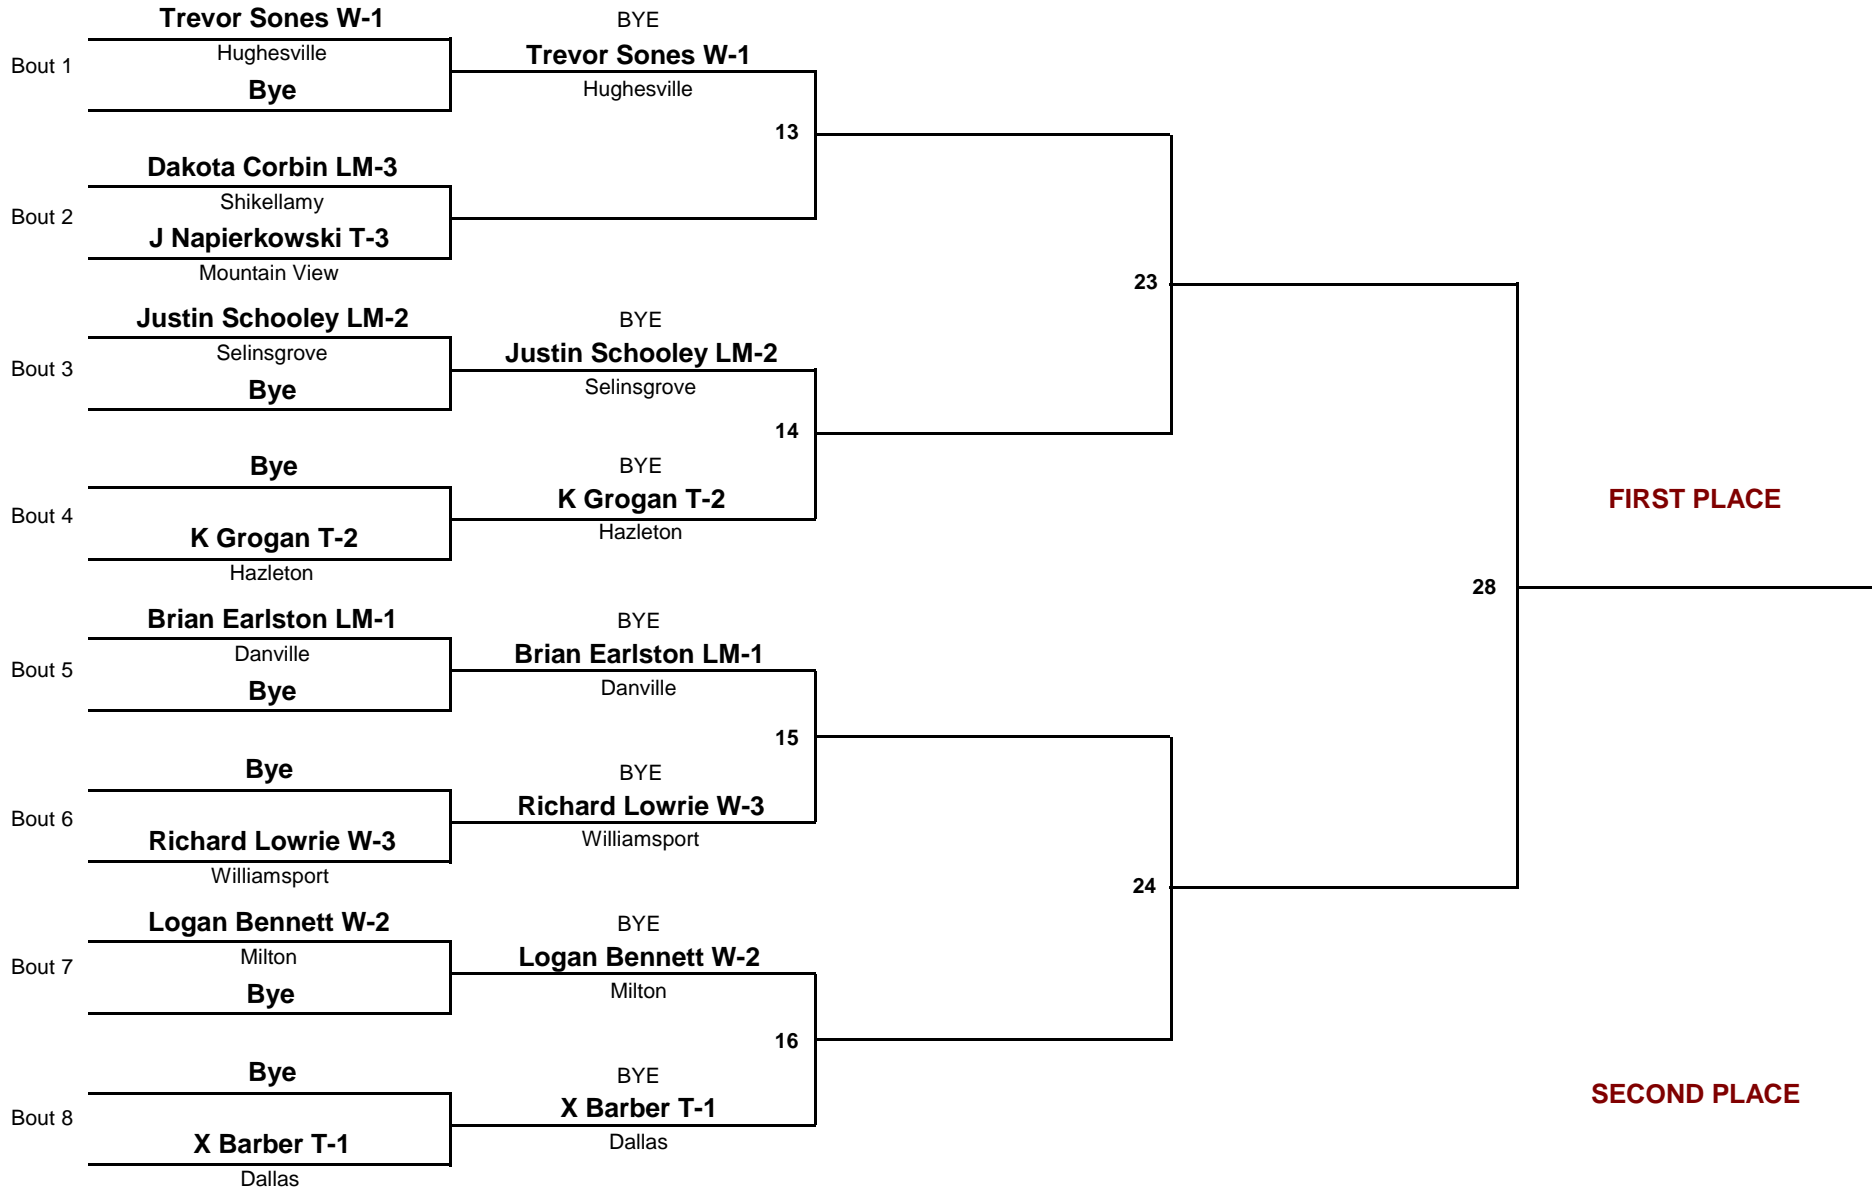 Trevor Sones W-1
BYE
Bout 1
Hughesville
Trevor Sones W-1
Bye
Hughesville
13
Dakota Corbin LM-3
Bout 2
Shikellamy
J Napierkowski T-3
Mountain View
23
Justin Schooley LM-2
BYE
Bout 3
Selinsgrove
Justin Schooley LM-2
Bye
Selinsgrove
14
Bye
BYE
Bout 4
K Grogan T-2
FIRST PLACE
K Grogan T-2
Hazleton
Hazleton
28
Brian Earlston LM-1
BYE
Bout 5
Danville
Brian Earlston LM-1
Bye
Danville
15
Bye
BYE
Bout 6
Richard Lowrie W-3
Richard Lowrie W-3
Williamsport
Williamsport
24
Logan Bennett W-2
BYE
Bout 7
Milton
Logan Bennett W-2
Bye
Milton
16
Bye
BYE
SECOND PLACE
Bout 8
X Barber T-1
X Barber T-1
Dallas
Dallas